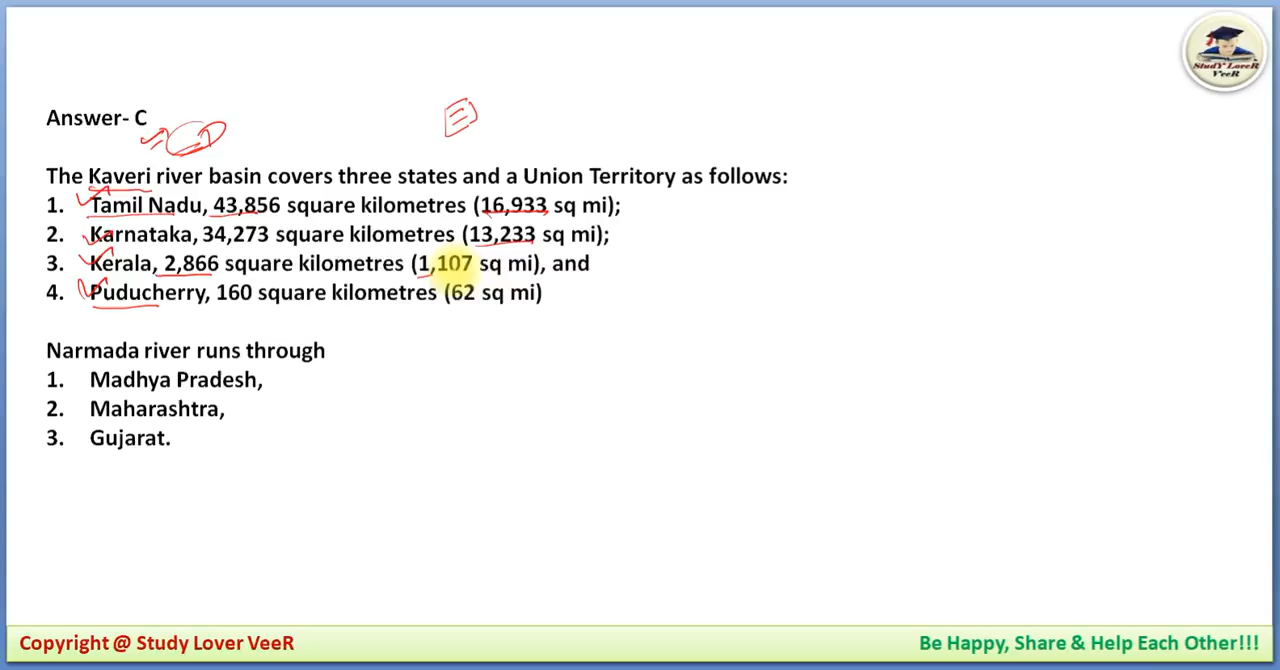 StudY LoveR
VeeR
Answer- C
The Kaveri river basin covers three states and a Union Territory as follows:
1. Tamil Nadu, 43,856 square kilometres (16,933 sq mi);
2. Karnataka, 34,273 square kilometres (13,233 sq mi);
3. Kerala, 2,866 square kilometres (1,107 sq mi), and
4. Puducherry, 160 square kilometres (62 sq mi)
Narmada river runs through
1. Madhya Pradesh,
2. Maharashtra,
3. Gujarat.
Copyright @ Study Lover VeeR
Be Happy, Share & Help Each Other!!!